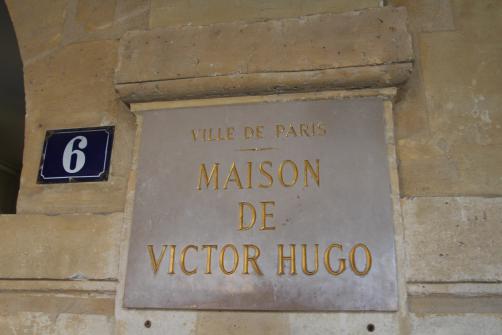 6
VILLE DE PARIS
MAISON
DE
VICTOR HUGO